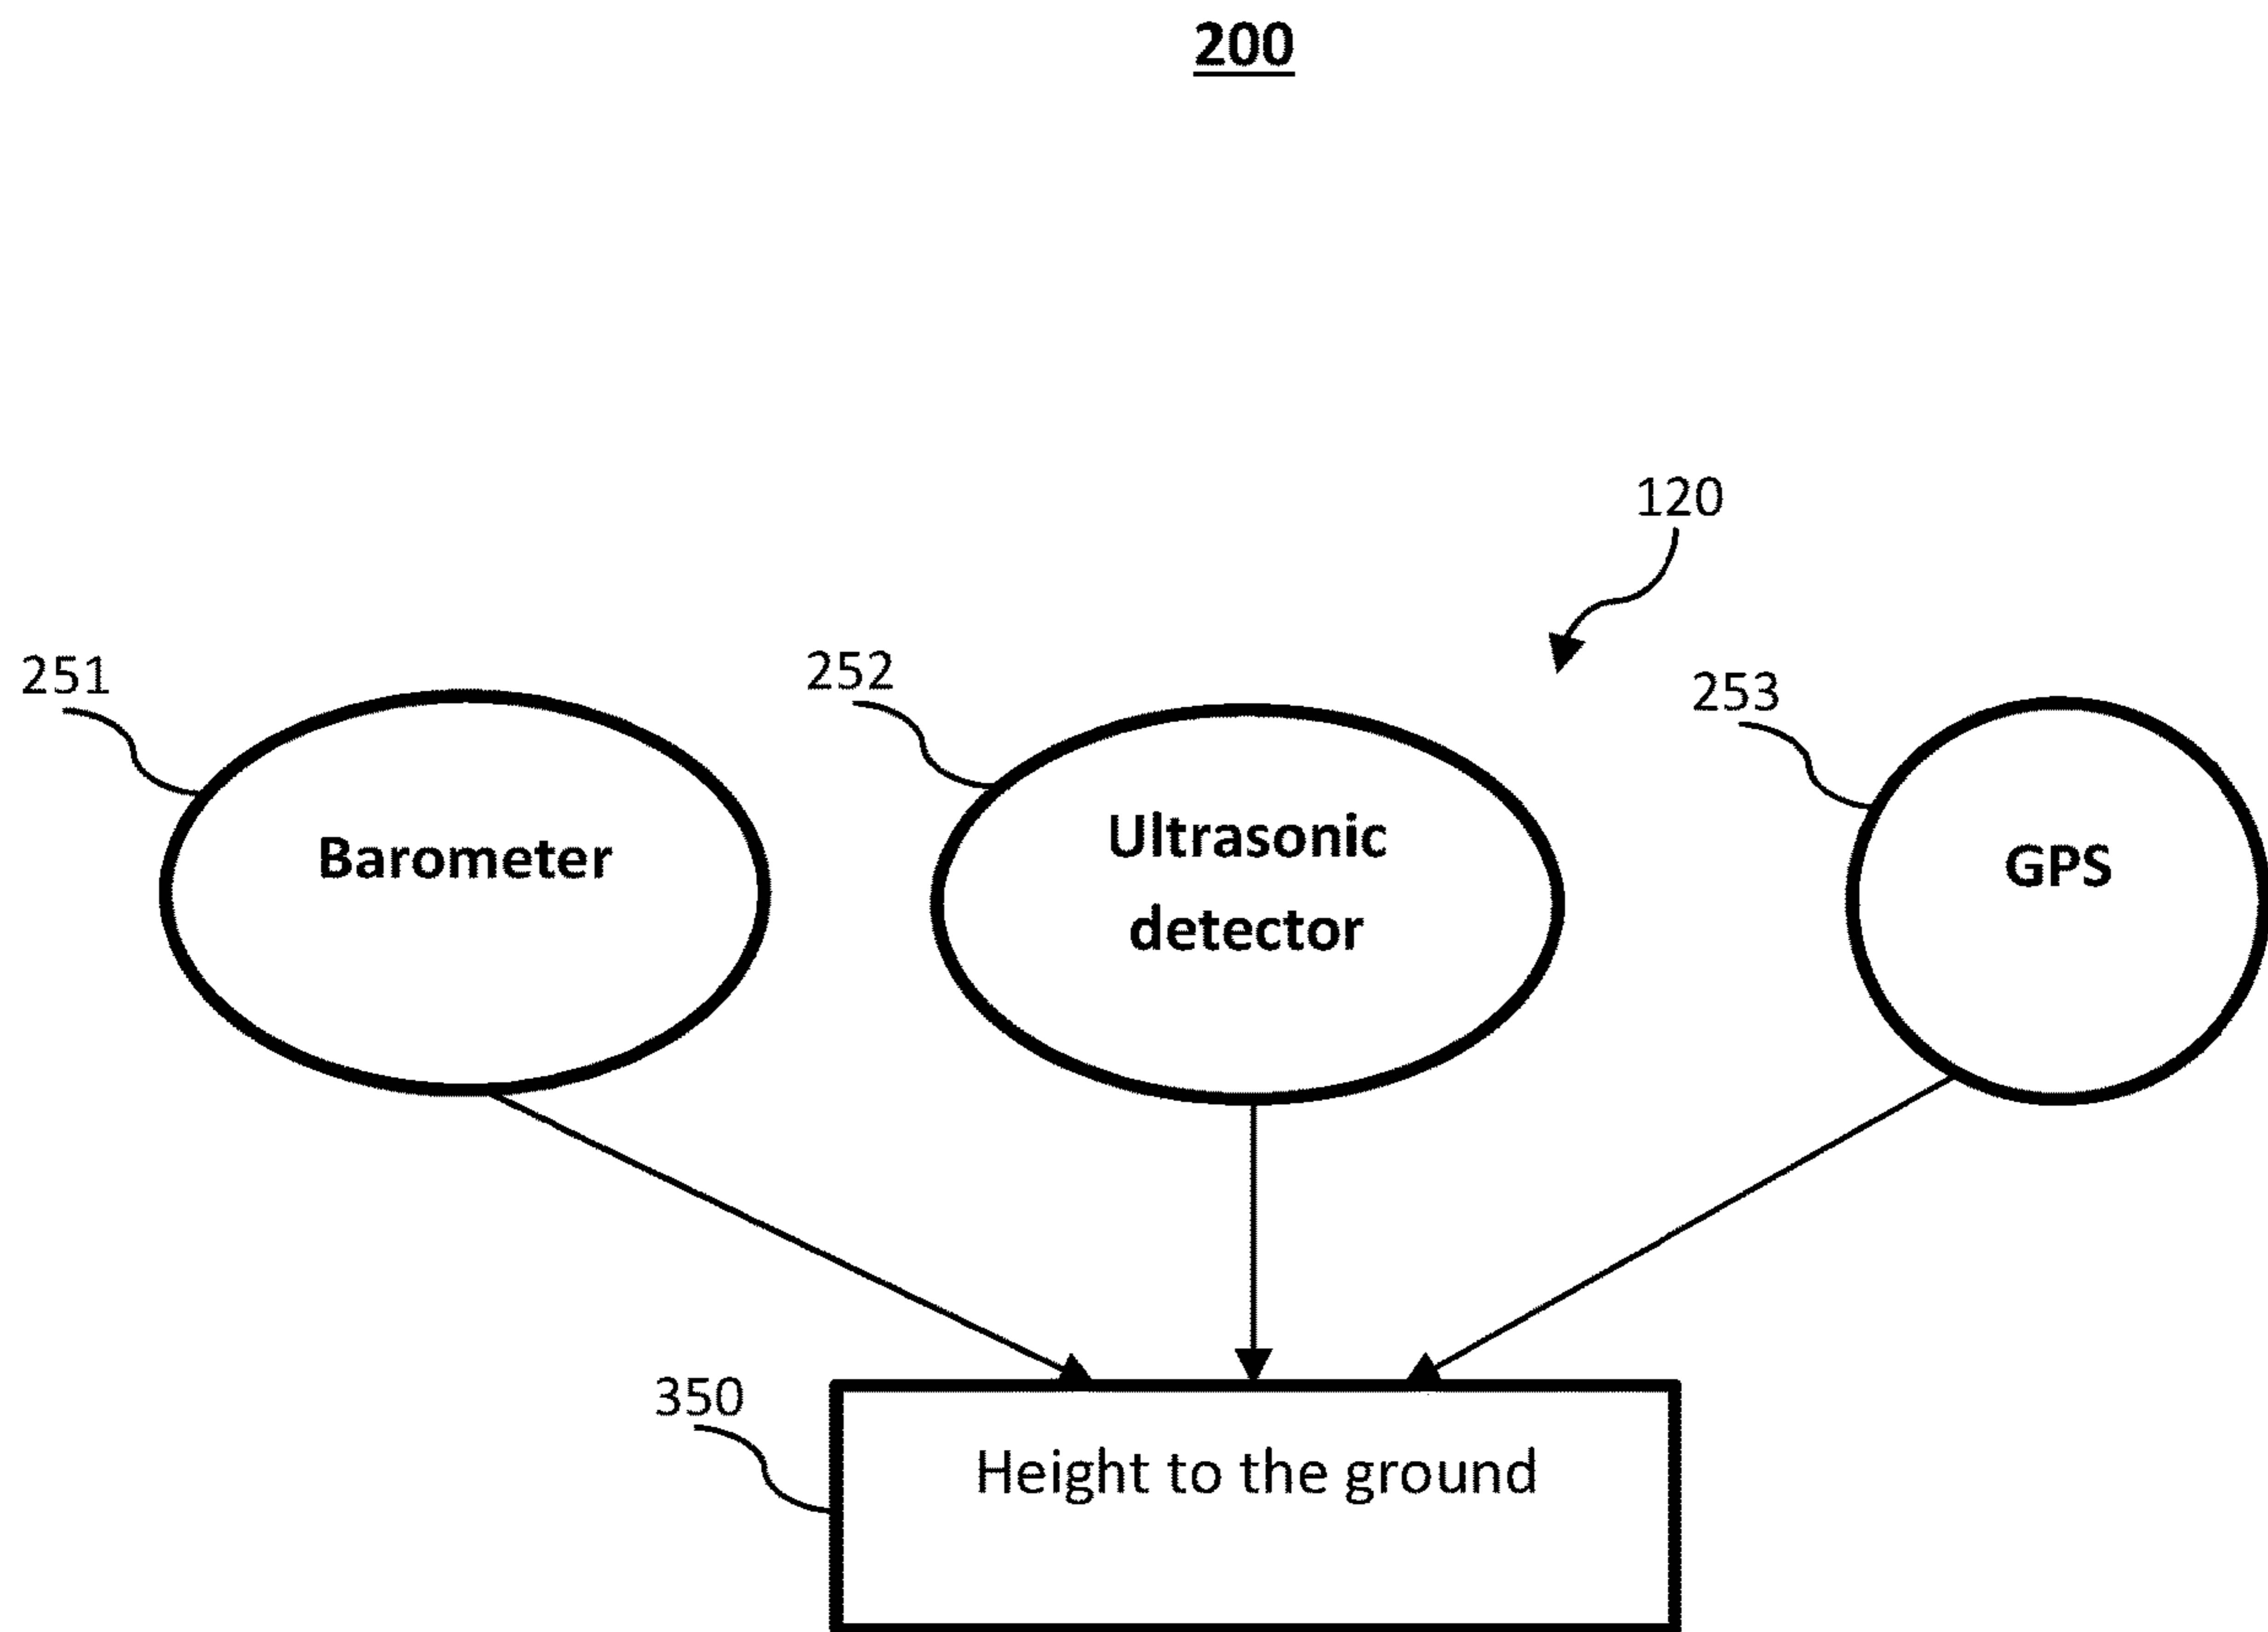 200
120
251
252
253
Barometer
Ultrasonic
detector
GPS
350
Height to the ground